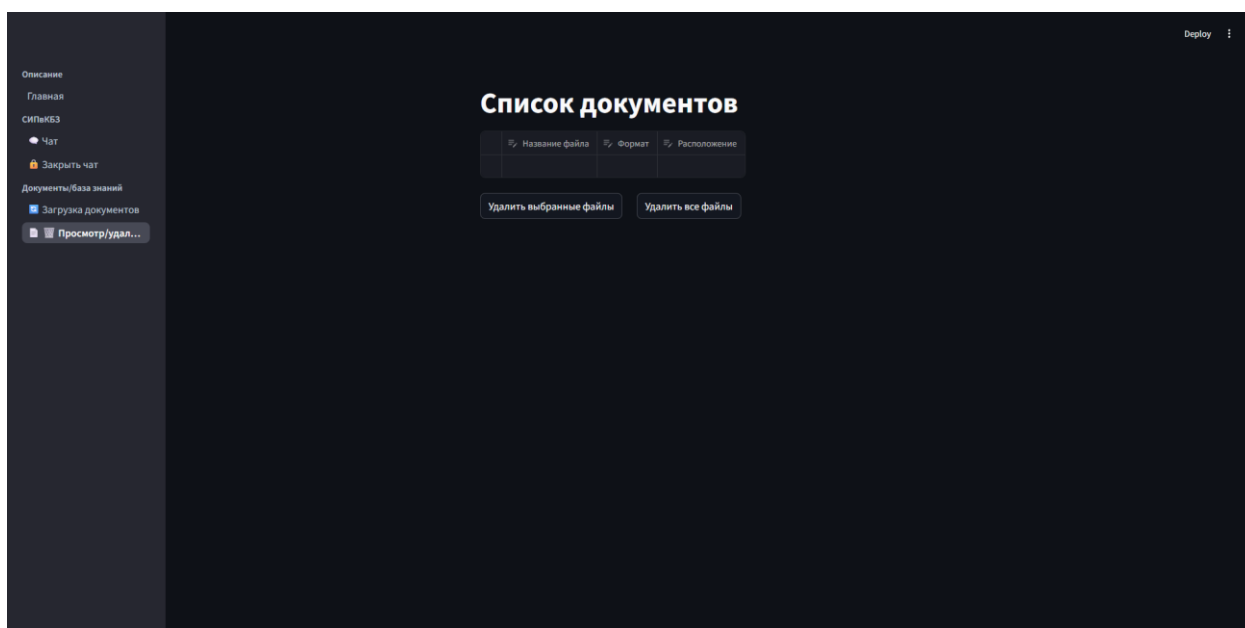 Deploy
Описание
Главная
СИПвКБЗ
Чат
Закрыть чат
Документы/база знаний
Загрузка документов
Просмотр/удал...
Список документов
Название файла Формат Расположение
Удалить выбранные файлы Удалить все файлы